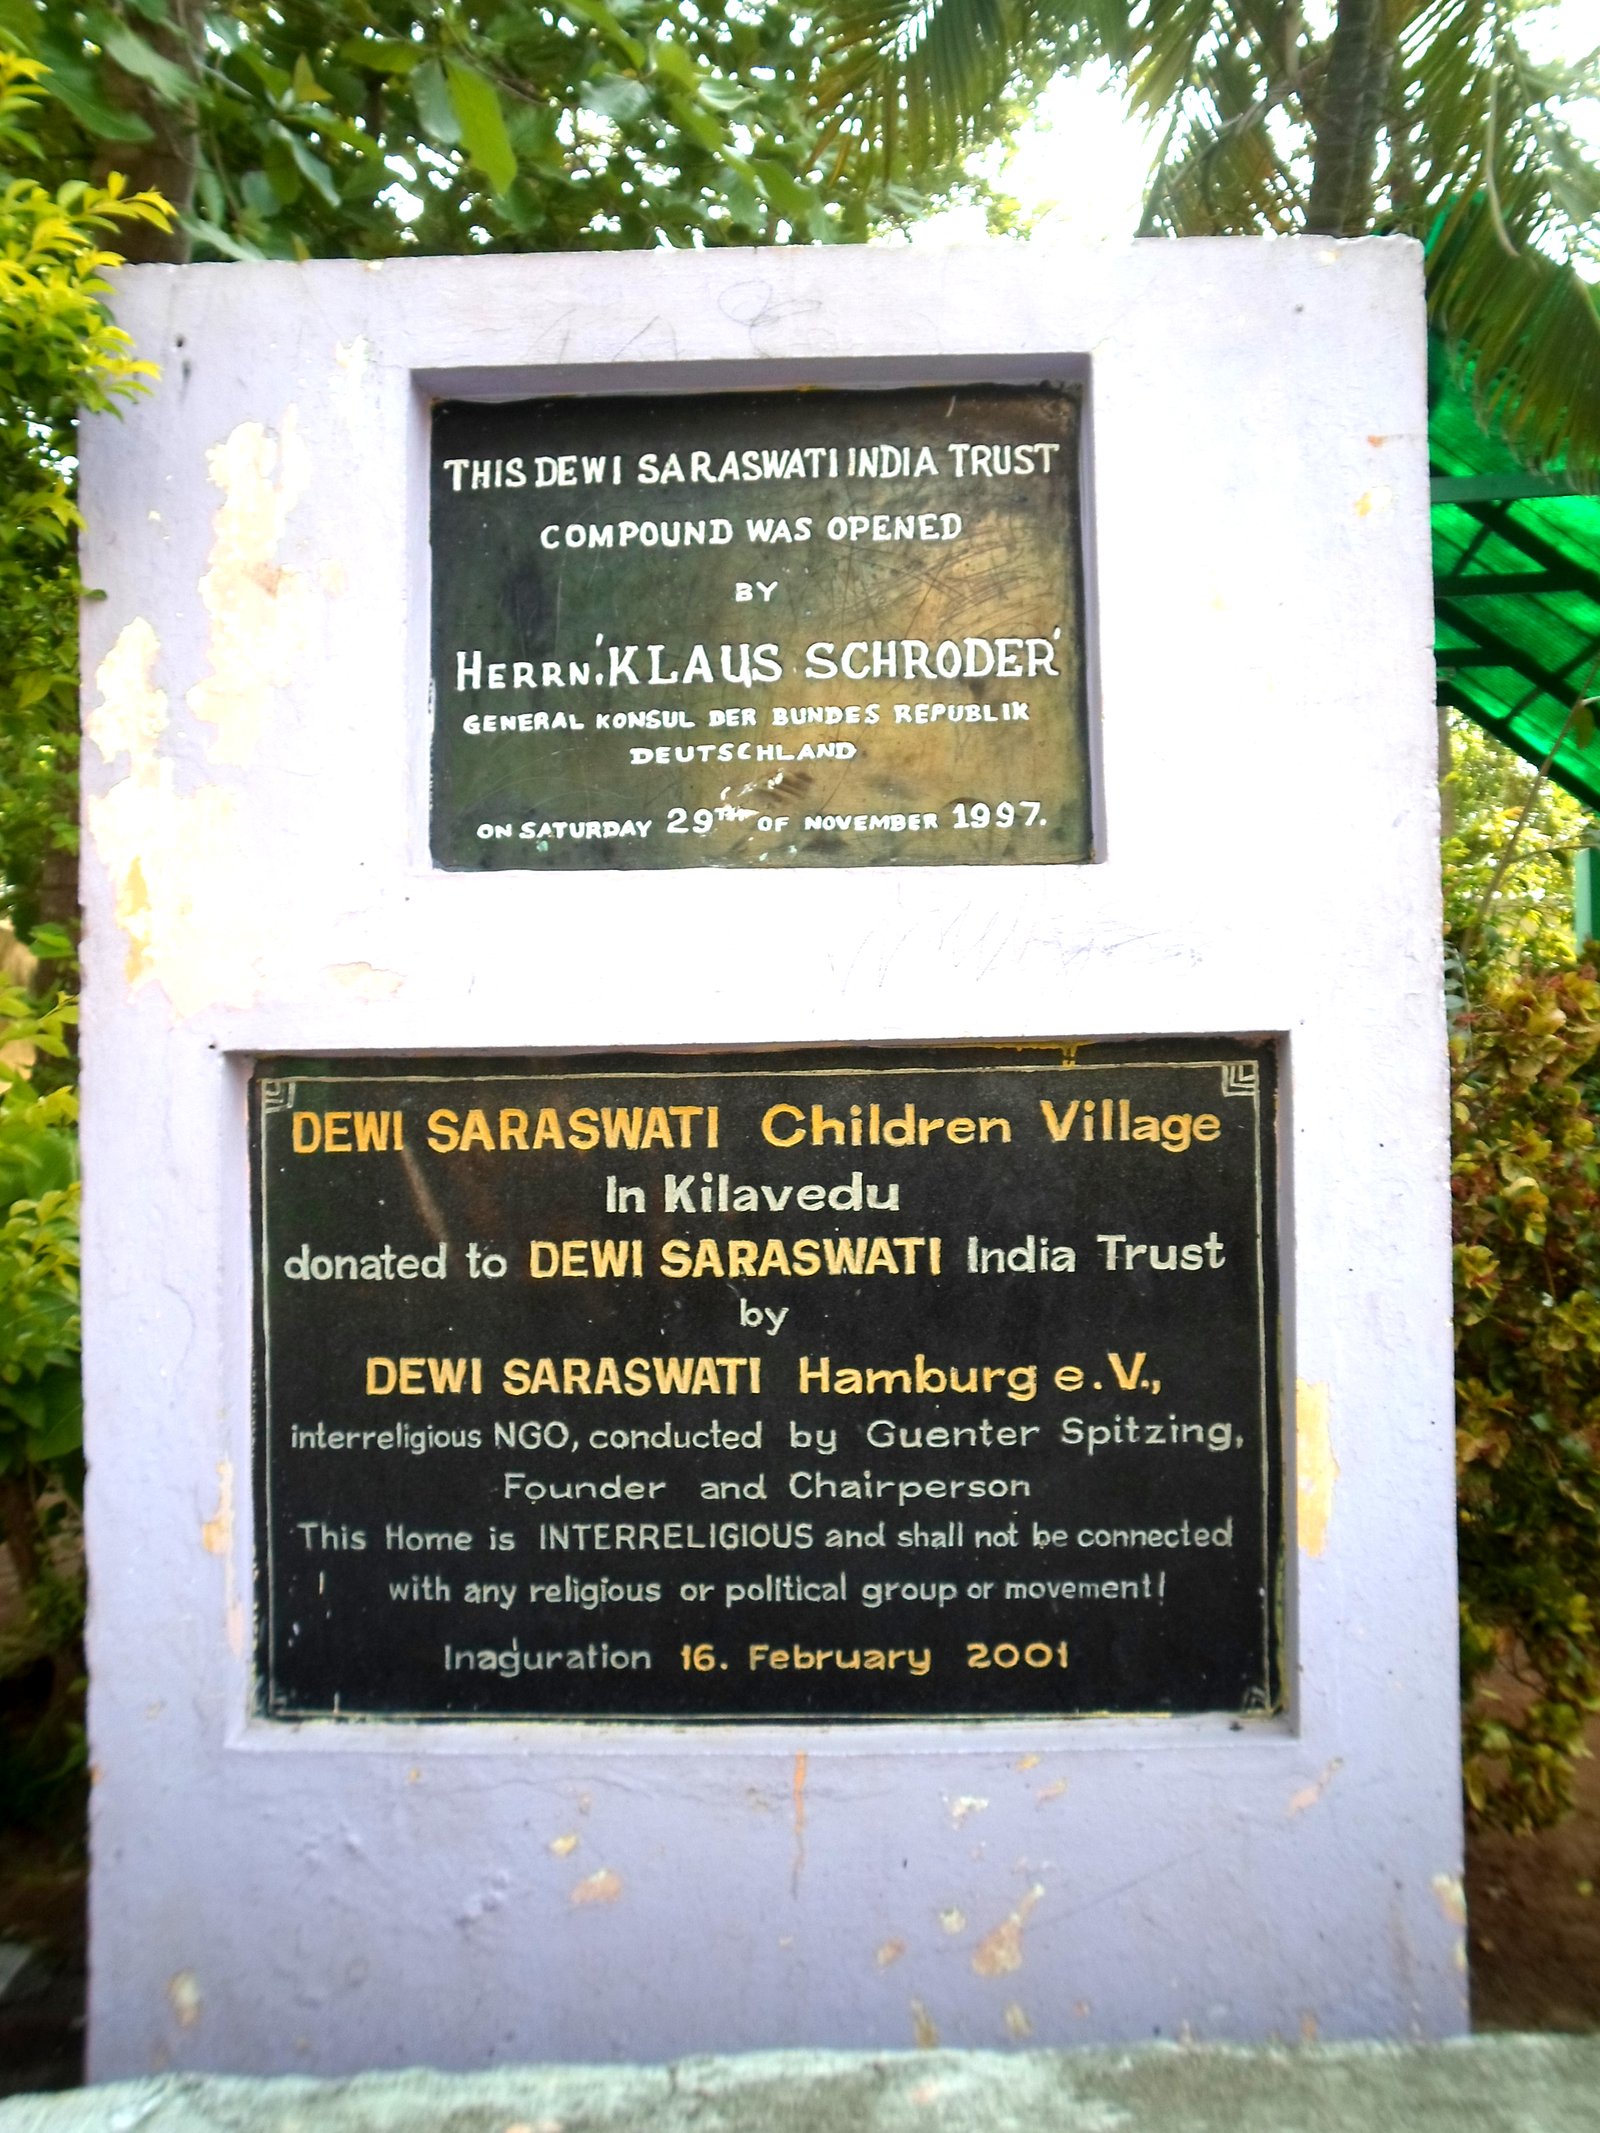 THIS DEWI SARASWATI INDIA TRUST
COMPOUND WAS OPENED
BY
HERRN.'KLAUS SCHRODER'
GENERAL KONSUL DER BUNDES REPUBLIK
DEUTSCHLAND
ON SATURDAY 29TH OF NOVEMBER 1997.
DEWI SARASWATI Children Village
In Kilavedu
donated to DEWI SARASWATI India Trust
by
DEWI SARASWATI Hamburg e.V.,
interreligious NGO, conducted by Guenter Spitzing,
Founder and Chairperson
This Home is INTERRELIGIOUS and shall not be connected
! with any religious or political group or movement!
Inaguration 16. February 2001